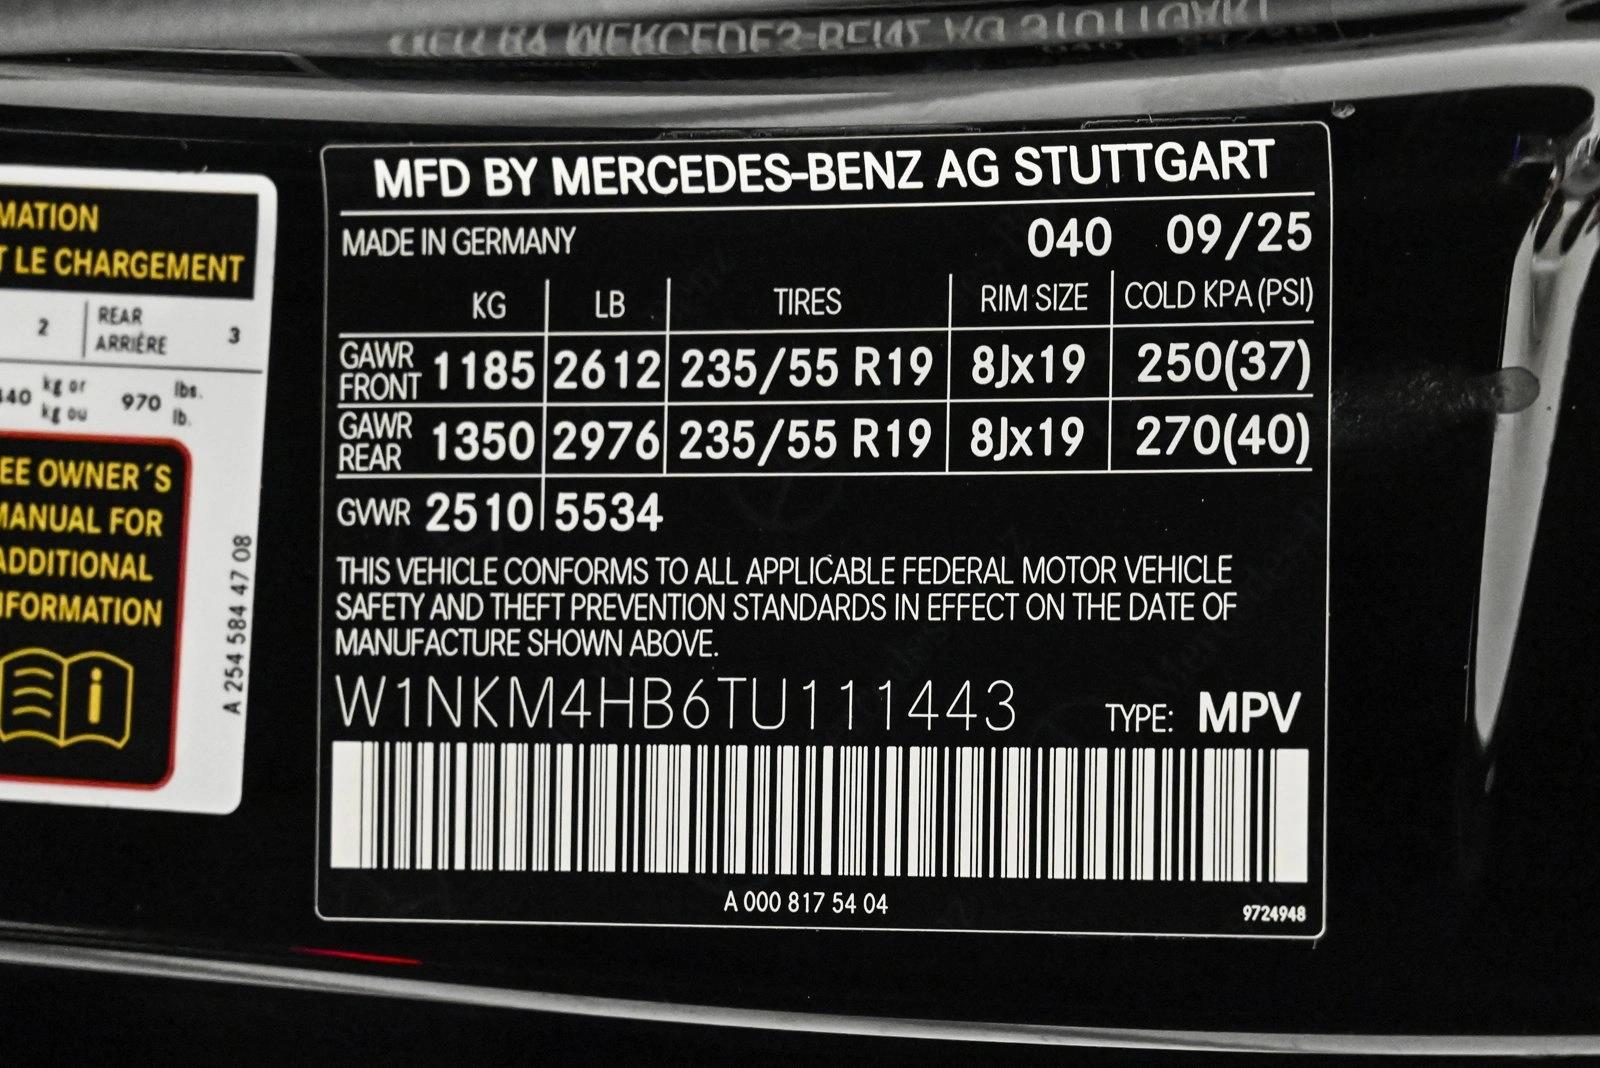 MFD BY MERCEDES-BENZ AG STUTTGART
MADE IN GERMANY 040 09/25
KG LB TIRES RIM SIZE COLD KPA (PSI)
GAWR FRONT 1185 2612 235/55 R19 8Jx19 250(37)
GAWR REAR 1350 2976 235/55 R19 8Jx19 270(40)
GVWR 2510 5534
THIS VEHICLE CONFORMS TO ALL APPLICABLE FEDERAL MOTOR VEHICLE
SAFETY AND THEFT PREVENTION STANDARDS IN EFFECT ON THE DATE OF
MANUFACTURE SHOWN ABOVE.
W1NKM4HB6TU111443 TYPE: MPV
A 000 817 54 04
9724948
MATION
T LE CHARGEMENT
2 REAR ARRIÈRE 3
40 kg or kg ou 970 lbs. lb.
EE OWNER´S
MANUAL FOR
ADDITIONAL
NFORMATION
A 254 584 47 08